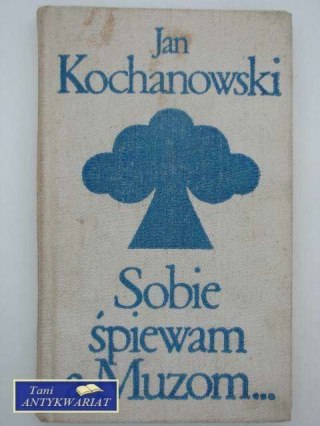 Jan
Kochanowski
Sobie
śpiewam
a Muzom...
Tani
ANTYKWARIAT